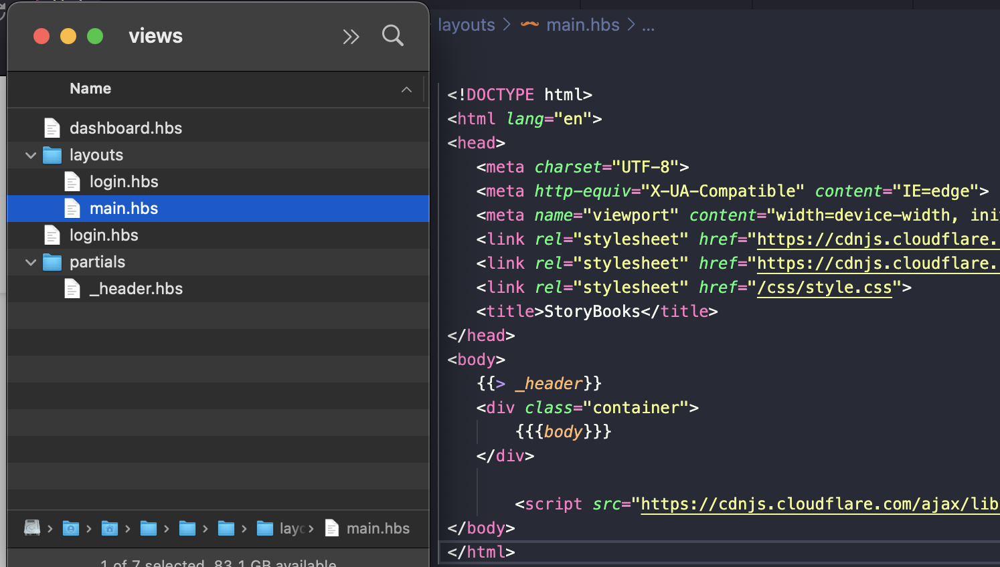 views
Name
dashboard.hbs
layouts
login.hbs
main.hbs
login.hbs
partials
_header.hbs
main.hbs
1 of 7 selected, 83.1 GB available
layouts > main.hbs > ...
<!DOCTYPE html>
<html lang="en">
<head>
<meta charset="UTF-8">
<meta http-equiv="X-UA-Compatible" content="IE=edge">
<meta name="viewport" content="width=device-width,
<link rel="stylesheet" href="https://cdnjs.cloudflare.
<link rel="stylesheet" href="https://cdnjs.cloudflare.
<link rel="stylesheet" href="/css/style.css">
<title>StoryBooks</title>
</head>
<body>
{{> _header}}
<div class="container">
{{{body}}}
</div>
<script src="https://cdnjs.cloudflare.com/ajax/lib
</body>
</html>